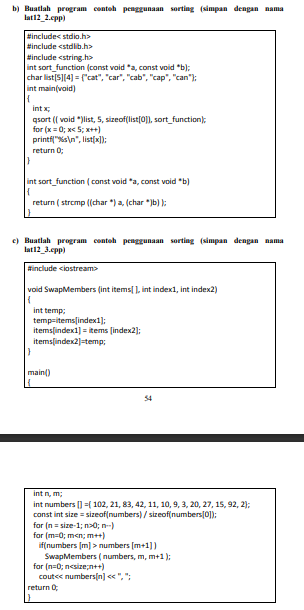 b) Buatlah program contoh penggunaan sorting (simpan dengan nama
lat12_2.cpp)
#include< stdio.h>
#include <stdlib.h>
#include <string.h>
int sort_function (const void *a, const void *b);
char list[5][4] = {"cat", "car", "cab", "cap", "can"};
int main(void)
{
int x;
qsort (( void *)list, 5, sizeof(list[0]), sort_function);
for (x = 0; x< 5; x++)
printf("%s\n", list[x]);
return 0;
}
int sort_function ( const void *a, const void *b)
{
return ( strcmp ((char *) a, (char *)b) );
}
c) Buatlah program contoh penggunaan sorting (simpan dengan nama
lat12_3.cpp)
#include <iostream>
void SwapMembers (int items[ ], int index1, int index2)
{
int temp;
temp=items[index1];
items[index1] = items [index2];
items[index2]=temp;
}
main()
{
54
int n, m;
int numbers [] ={ 102, 21, 83, 42, 11, 10, 9, 3, 20, 27, 15, 92, 2};
const int size = sizeof(numbers) / sizeof(numbers[0]);
for (n = size-1; n>0; n--)
for (m=0; m<n; m++)
if(numbers [m] > numbers [m+1] )
SwapMembers ( numbers, m, m+1 );
for (n=0; n<size;n++)
cout<< numbers[n] << ", ";
return 0;
}